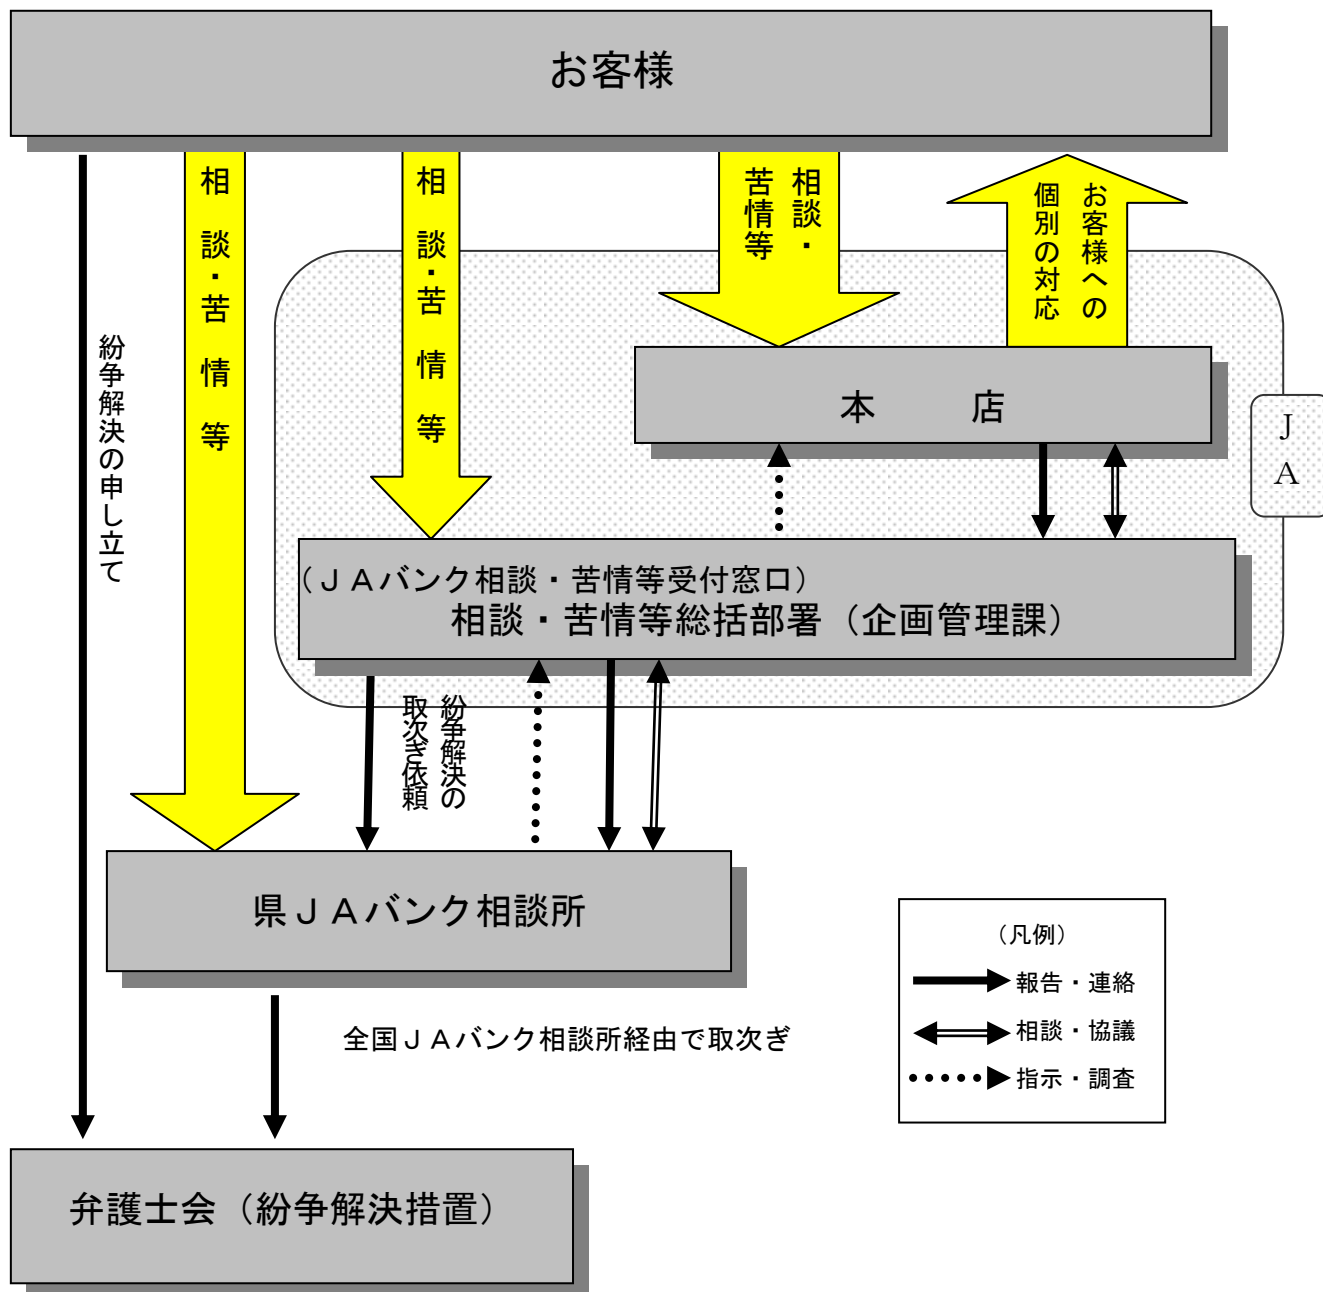 お客様
相談・苦情等
相談・苦情等
相談・
苦情等
お客様への
個別の対応
紛争解決の申し立て
本　　店
ＪＡ
（ＪＡバンク相談・苦情等受付窓口）
相談・苦情等総括部署（企画管理課）
紛争解決の
取次ぎ依頼
県ＪＡバンク相談所
（凡例）
報告・連絡
相談・協議
指示・調査
全国ＪＡバンク相談所経由で取次ぎ
弁護士会（紛争解決措置）